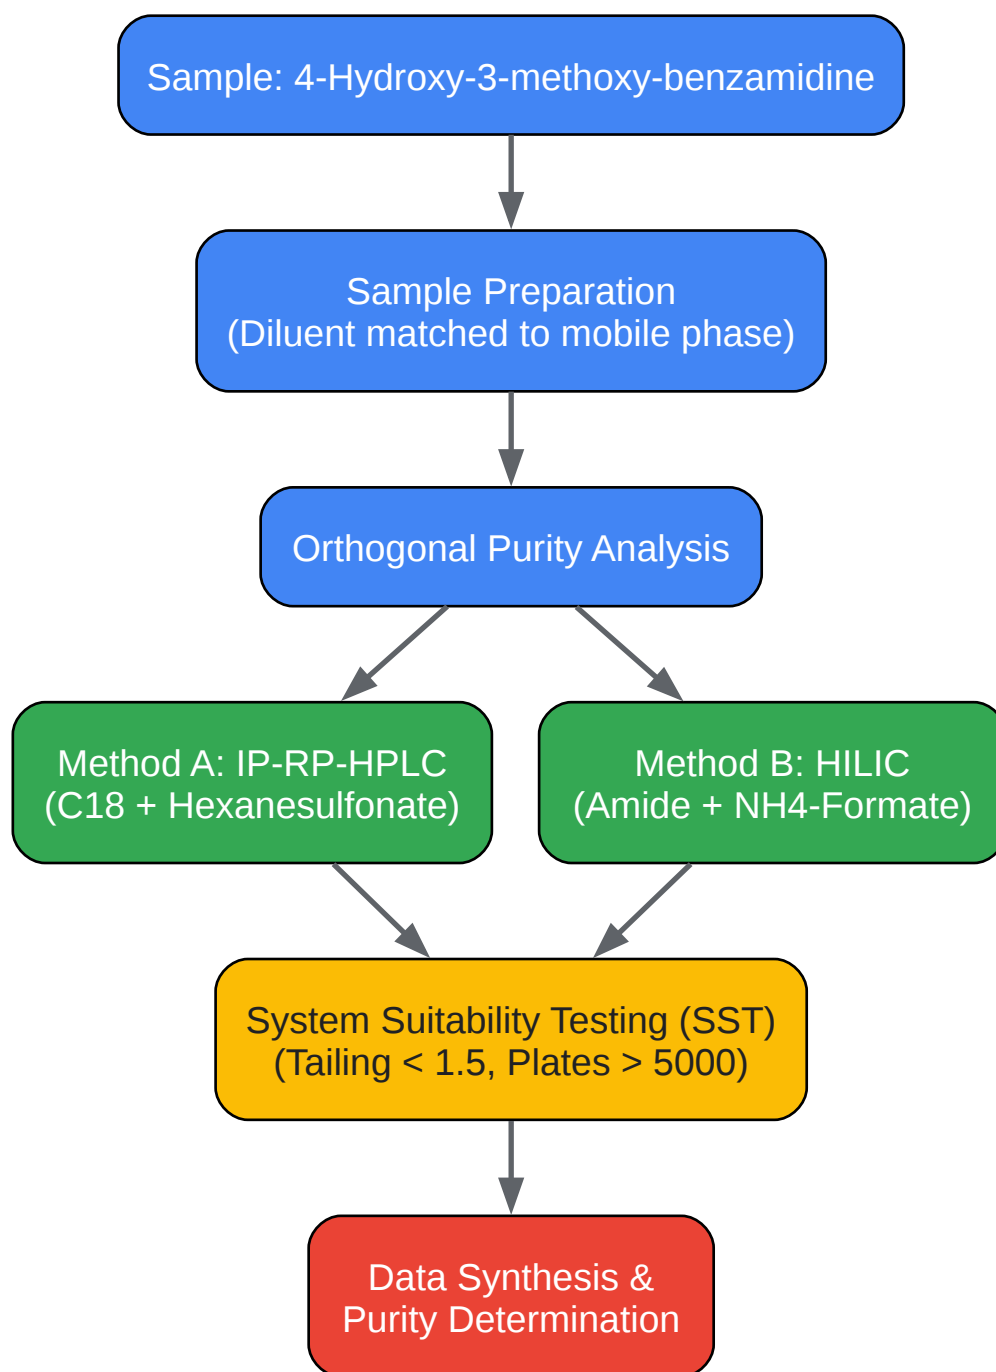 Sample: 4-Hydroxy-3-methoxy-benzamidine
Sample Preparation
(Diluent matched to mobile phase)
Orthogonal Purity Analysis
Method A: IP-RP-HPLC
(C18 + Hexanesulfonate)
Method B: HILIC
(Amide + NH4-Formate)
System Suitability Testing (SST)
(Tailing < 1.5, Plates > 5000)
Data Synthesis &
Purity Determination